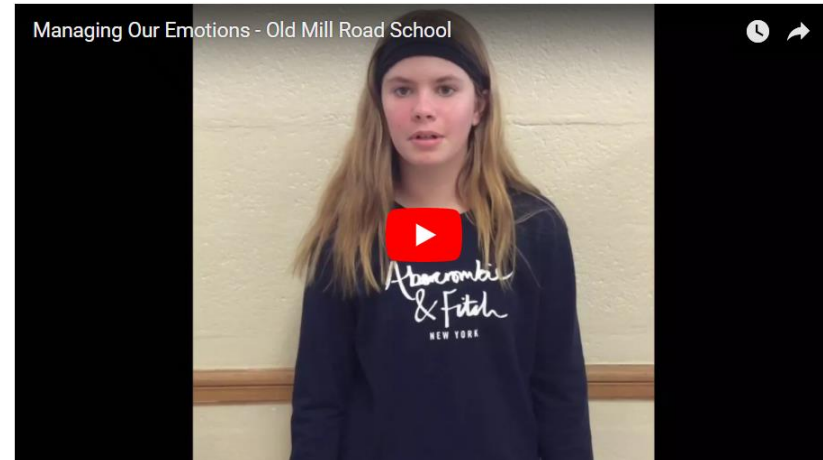 Managing Our Emotions - Old Mill Road School
Abercrombie
& Fitch
NEW YORK